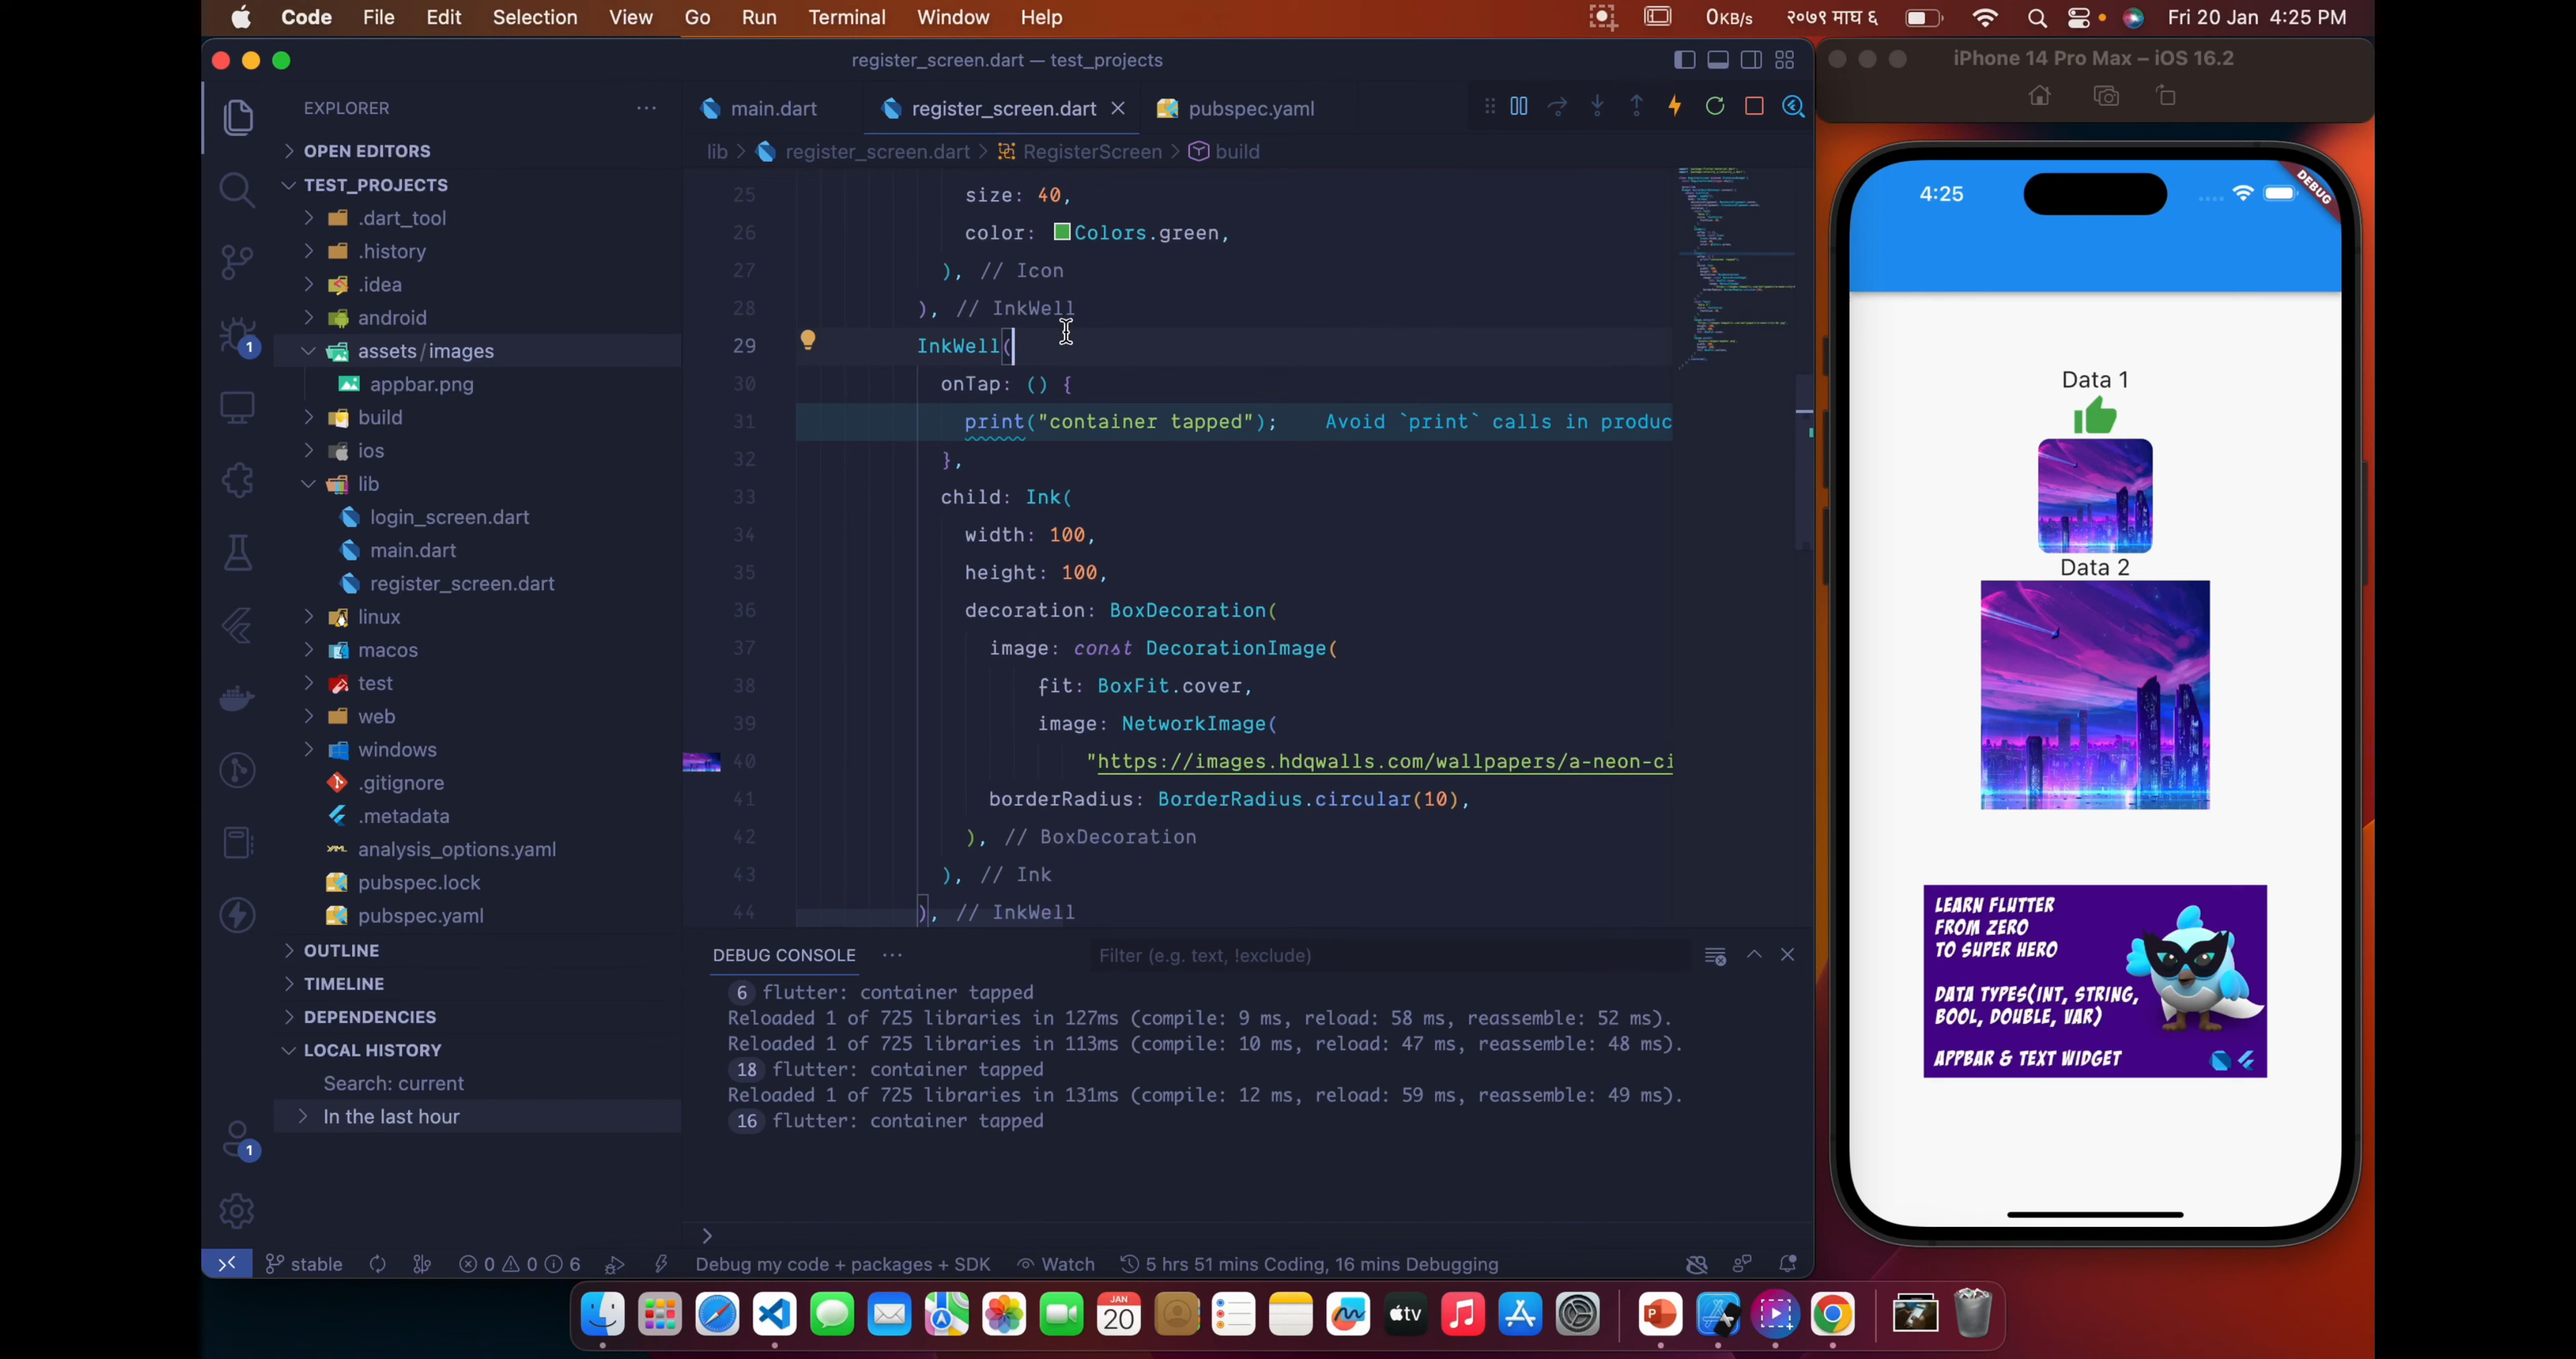 Code File Edit Selection View Go Run Terminal Window Help 0KB/s २०७९ माघ ६ Fri 20 Jan 4:25 PM
register_screen.dart — test_projects
EXPLORER
OPEN EDITORS
TEST_PROJECTS
.dart_tool
.history
.idea
android
assets/images
appbar.png
build
ios
lib
login_screen.dart
main.dart
register_screen.dart
linux
macos
test
web
windows
.gitignore
.metadata
analysis_options.yaml
pubspec.lock
pubspec.yaml
OUTLINE
TIMELINE
DEPENDENCIES
LOCAL HISTORY
Search: current
In the last hour
1
1
main.dart register_screen.dart pubspec.yaml
lib > register_screen.dart > RegisterScreen > build
25 size: 40,
26 color: Colors.green,
27 ), // Icon
28 ), // InkWell
29 InkWell(
30 onTap: () {
31 print("container tapped"); Avoid `print` calls in produc
32 },
33 child: Ink(
34 width: 100,
35 height: 100,
36 decoration: BoxDecoration(
37 image: const DecorationImage(
38 fit: BoxFit.cover,
39 image: NetworkImage(
40 "https://images.hdqwalls.com/wallpapers/a-neon-ci
41 borderRadius: BorderRadius.circular(10),
42 ), // BoxDecoration
43 ), // Ink
44 ), // InkWell
DEBUG CONSOLE Filter (e.g. text, !exclude)
6 flutter: container tapped
Reloaded 1 of 725 libraries in 127ms (compile: 9 ms, reload: 58 ms, reassemble: 52 ms).
Reloaded 1 of 725 libraries in 113ms (compile: 10 ms, reload: 47 ms, reassemble: 48 ms).
18 flutter: container tapped
Reloaded 1 of 725 libraries in 131ms (compile: 12 ms, reload: 59 ms, reassemble: 49 ms).
16 flutter: container tapped
stable 0 0 6 Debug my code + packages + SDK Watch 5 hrs 51 mins Coding, 16 mins Debugging
iPhone 14 Pro Max – iOS 16.2
4:25
DEBUG
Data 1
Data 2
LEARN FLUTTER
FROM ZERO
TO SUPER HERO
DATA TYPES(INT, STRING,
BOOL, DOUBLE, VAR)
APPBAR & TEXT WIDGET
JAN
20
tv